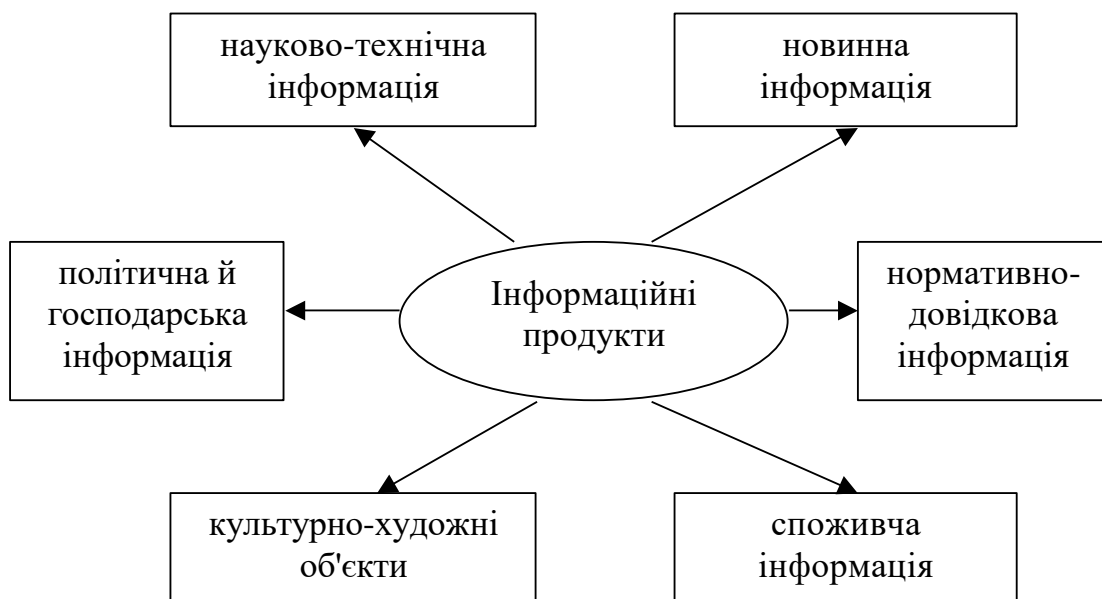 науково-технічна
інформація
новинна
інформація
політична й
господарська
інформація
Інформаційні
продукти
нормативно-
довідкова
інформація
культурно-художні
об'єкти
споживча
інформація